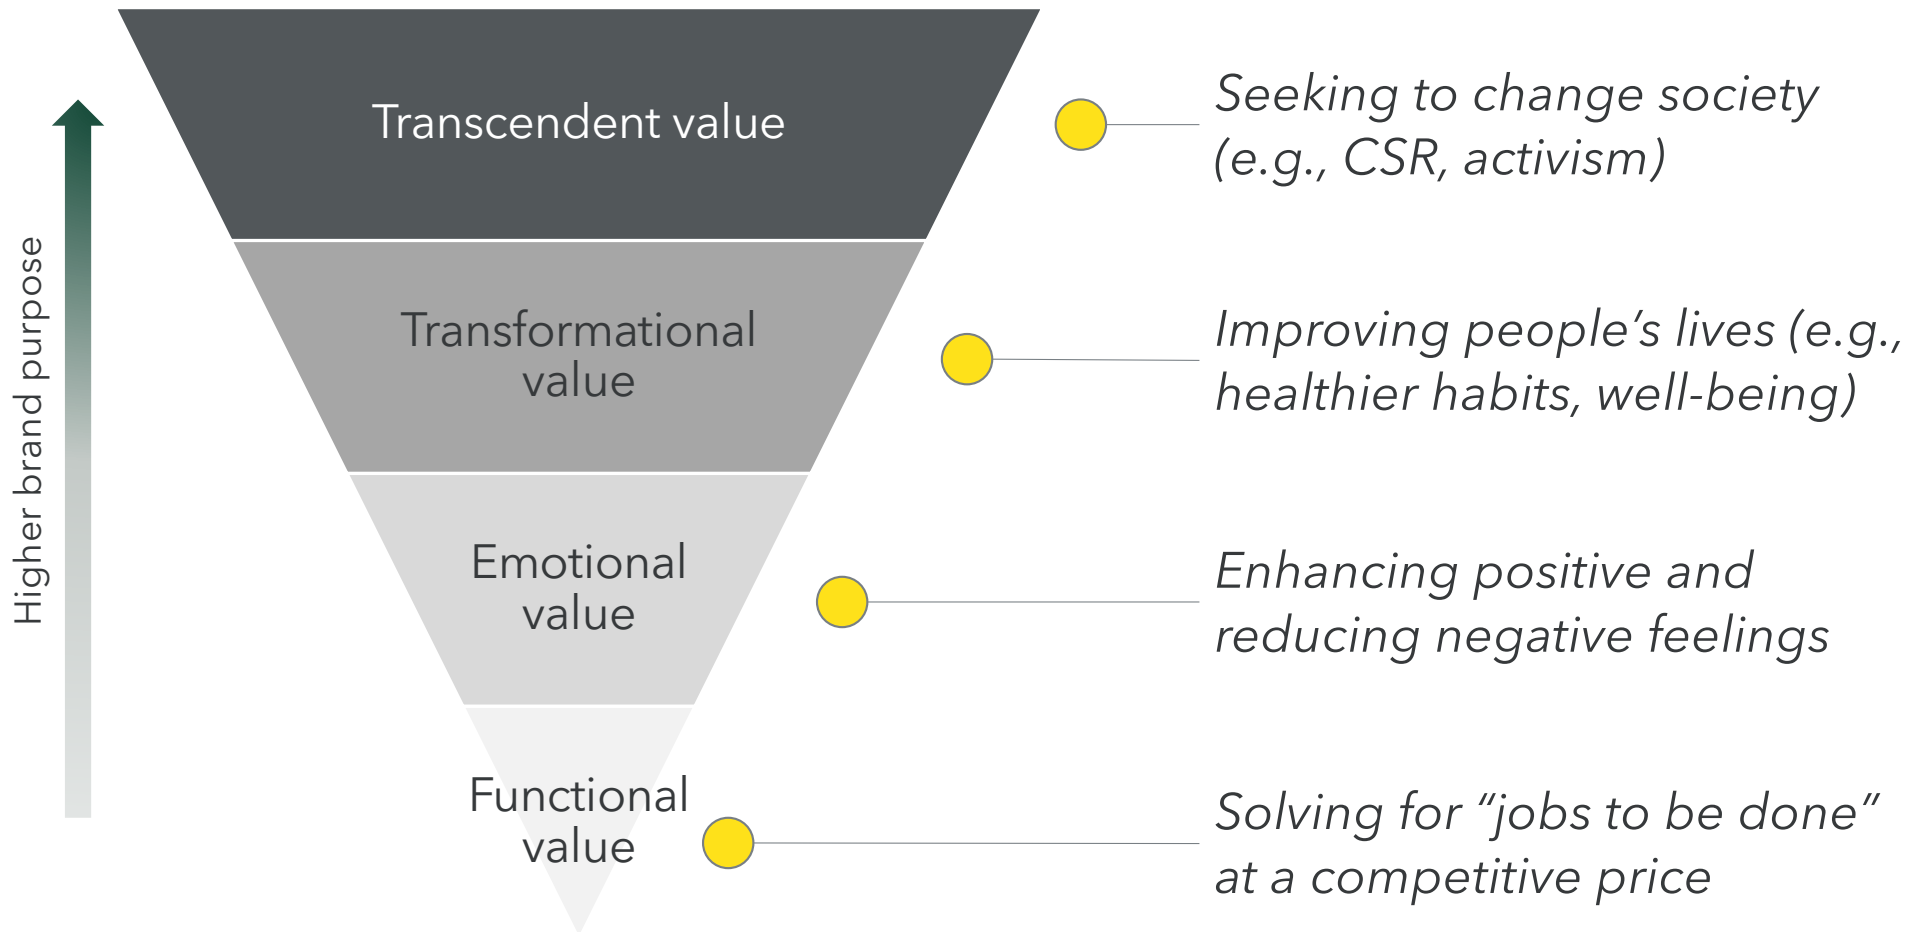 Higher brand purpose
Transcendent value
Seeking to change society
(e.g., CSR, activism)
Transformational
value
Improving people’s lives (e.g.,
healthier habits, well-being)
Emotional
value
Enhancing positive and
reducing negative feelings
Functional
value
Solving for “jobs to be done”
at a competitive price